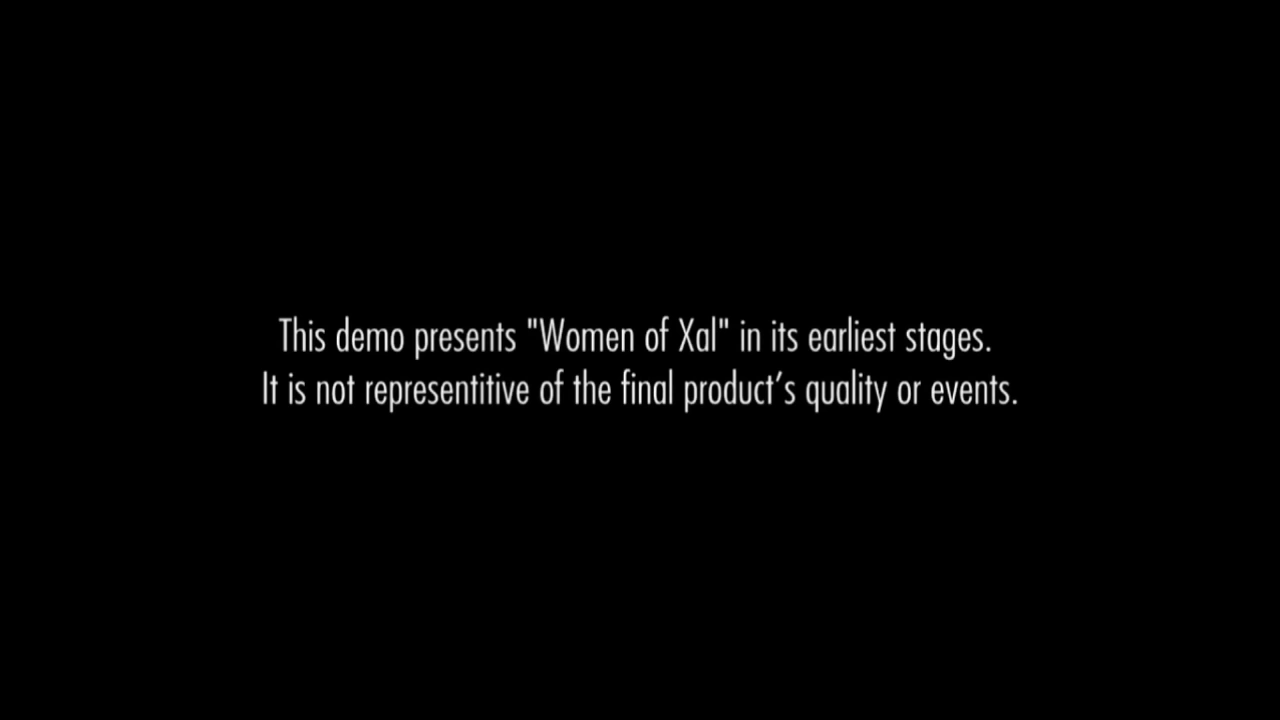 This demo presents "Women of Xal" in its earliest stages.
It is not representitive of the final product's quality or events.